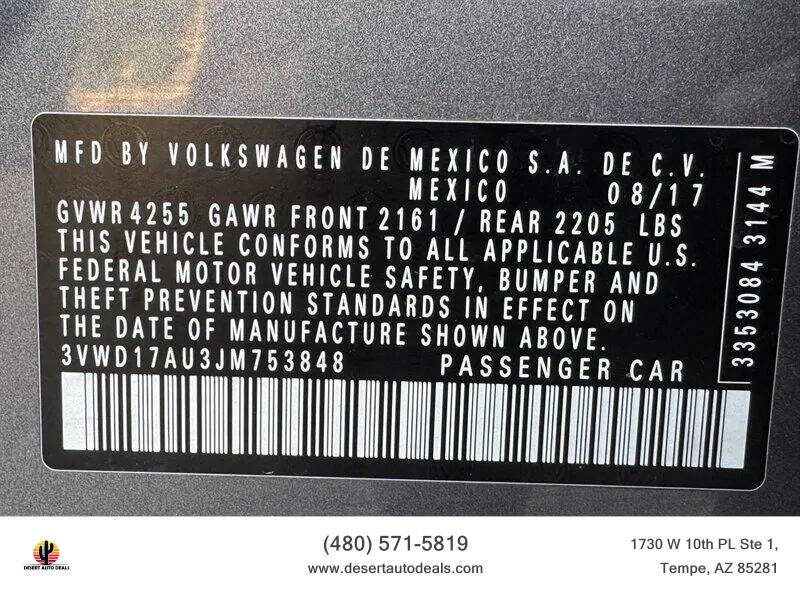 MFD BY VOLKSWAGEN DE MEXICO S.A. DE C.V.
MEXICO 08/17
GVWR 4255 GAWR FRONT 2161 / REAR 2205 LBS
THIS VEHICLE CONFORMS TO ALL APPLICABLE U.S.
FEDERAL MOTOR VEHICLE SAFETY, BUMPER AND
THEFT PREVENTION STANDARDS IN EFFECT ON
THE DATE OF MANUFACTURE SHOWN ABOVE.
3VWD17AU3JM753848 PASSENGER CAR
3353084 3144 M
DESERT AUTO DEALS
(480) 571-5819
www.desertautodeals.com
1730 W 10th PL Ste 1,
Tempe, AZ 85281